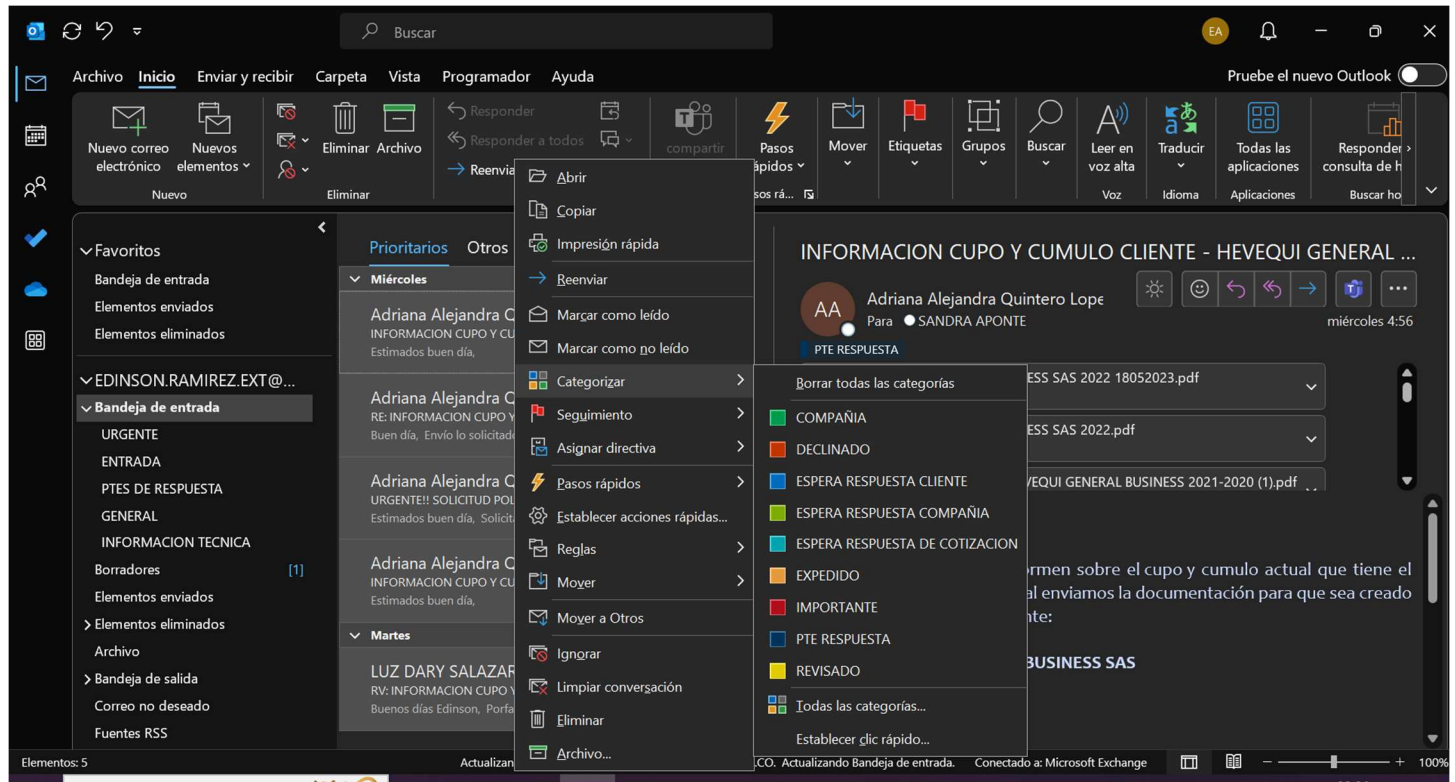 Buscar
EA
Archivo Inicio Enviar y recibir Carpeta Vista Programador Ayuda
Pruebe el nuevo Outlook
Nuevo correo electrónico
Nuevos elementos
Nuevo
Eliminar Archivo
Eliminar
Responder
Responder a todos
compartir
Pasos
Mover
Etiquetas
Grupos
Buscar
Leer en voz alta
Voz
Traducir
Idioma
Todas las aplicaciones
Aplicaciones
Responder
consulta de h
Buscar ho
Favoritos
Bandeja de entrada
Elementos enviados
Elementos eliminados
EDINSON.RAMIREZ.EXT@...
Bandeja de entrada
URGENTE
ENTRADA
PTES DE RESPUESTA
GENERAL
INFORMACION TECNICA
Borradores [1]
Elementos enviados
Elementos eliminados
Archivo
Bandeja de salida
Correo no deseado
Fuentes RSS
Prioritarios Otros
Miércoles
Adriana Alejandra Q
INFORMACION CUPO Y CU
Estimados buen día,
Adriana Alejandra Q
RE: INFORMACION CUPO Y
Buen día, Envío lo solicitado
Adriana Alejandra Q
URGENTE!! SOLICITUD POL
Estimados buen día, Solicit
Adriana Alejandra Q
INFORMACION CUPO Y CU
Estimados buen día,
Martes
LUZ DARY SALAZAR
RV: INFORMACION CUPO
Buenos días Edinson, Porfa
Abrir
Copiar
Impresión rápida
Reenviar
Marcar como leído
Marcar como no leído
Categorizar
Seguimiento
Asignar directiva
Pasos rápidos
Establecer acciones rápidas...
Reglas
Mover
Mover a Otros
Ignorar
Limpiar conversación
Eliminar
Archivo...
Borrar todas las categorías
COMPAÑIA
DECLINADO
ESPERA RESPUESTA CLIENTE
ESPERA RESPUESTA COMPAÑIA
ESPERA RESPUESTA DE COTIZACION
EXPEDIDO
IMPORTANTE
PTE RESPUESTA
REVISADO
Todas las categorías...
Establecer clic rápido...
INFORMACION CUPO Y CUMULO CLIENTE - HEVEQUI GENERAL ...
AA
Adriana Alejandra Quintero Lope
Para SANDRA APONTE
miércoles 4:56
PTE RESPUESTA
ESS SAS 2022 18052023.pdf
ESS SAS 2022.pdf
VEQUI GENERAL BUSINESS 2021-2020 (1).pdf
ormen sobre el cupo y cumulo actual que tiene el
al enviamos la documentación para que sea creado
nte:
BUSINESS SAS
Elementos: 5
Actualizan
.CO. Actualizando Bandeja de entrada. Conectado a: Microsoft Exchange
100%